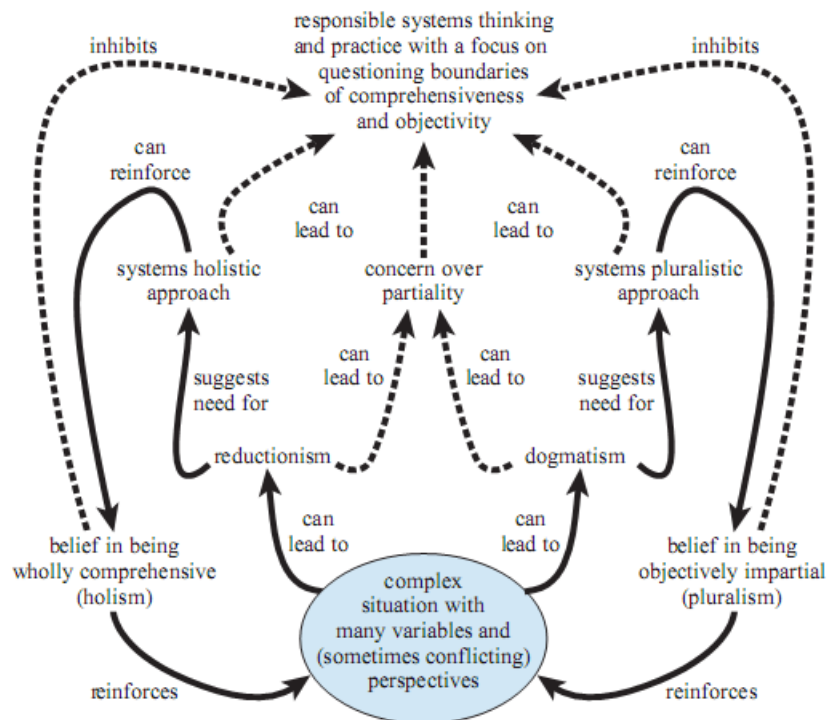 responsible systems thinking
and practice with a focus on
questioning boundaries
of comprehensiveness
and objectivity
inhibits
inhibits
can
reinforce
can
reinforce
can
lead to
can
lead to
systems holistic
approach
concern over
partiality
systems pluralistic
approach
suggests
need for
can
lead to
can
lead to
suggests
need for
reductionism
dogmatism
can
lead to
can
lead to
belief in being
wholly comprehensive
(holism)
belief in being
objectively impartial
(pluralism)
complex
situation with
many variables and
(sometimes conflicting)
perspectives
reinforces
reinforces